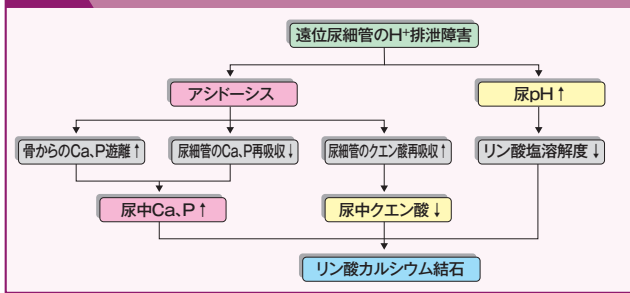 遠位尿細管のH⁺排泄障害
アシドーシス
尿pH↑
骨からのCa、P遊離↑
尿細管のCa、P再吸収↓
尿細管のクエン酸再吸収↑
リン酸塩溶解度↓
尿中Ca、P↑
尿中クエン酸↓
リン酸カルシウム結石